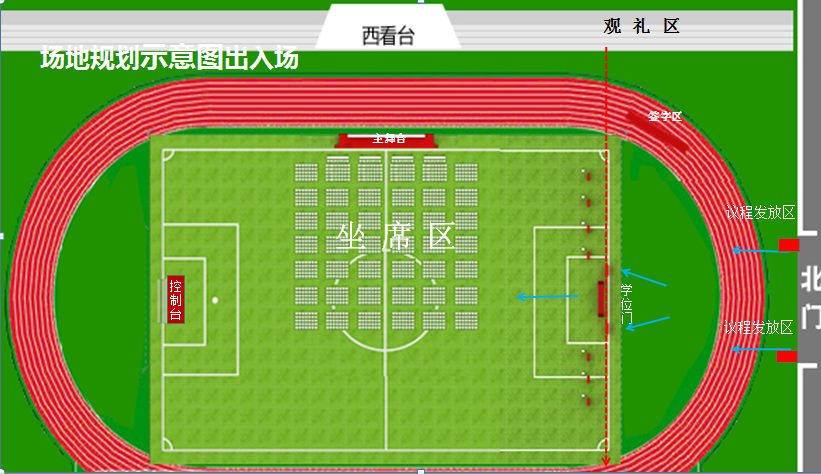 观 礼 区
西看台
场地规划示意图出入场
签字区
主舞台
议程发放区
坐 席 区
北门
控制台
学位门
议程发放区